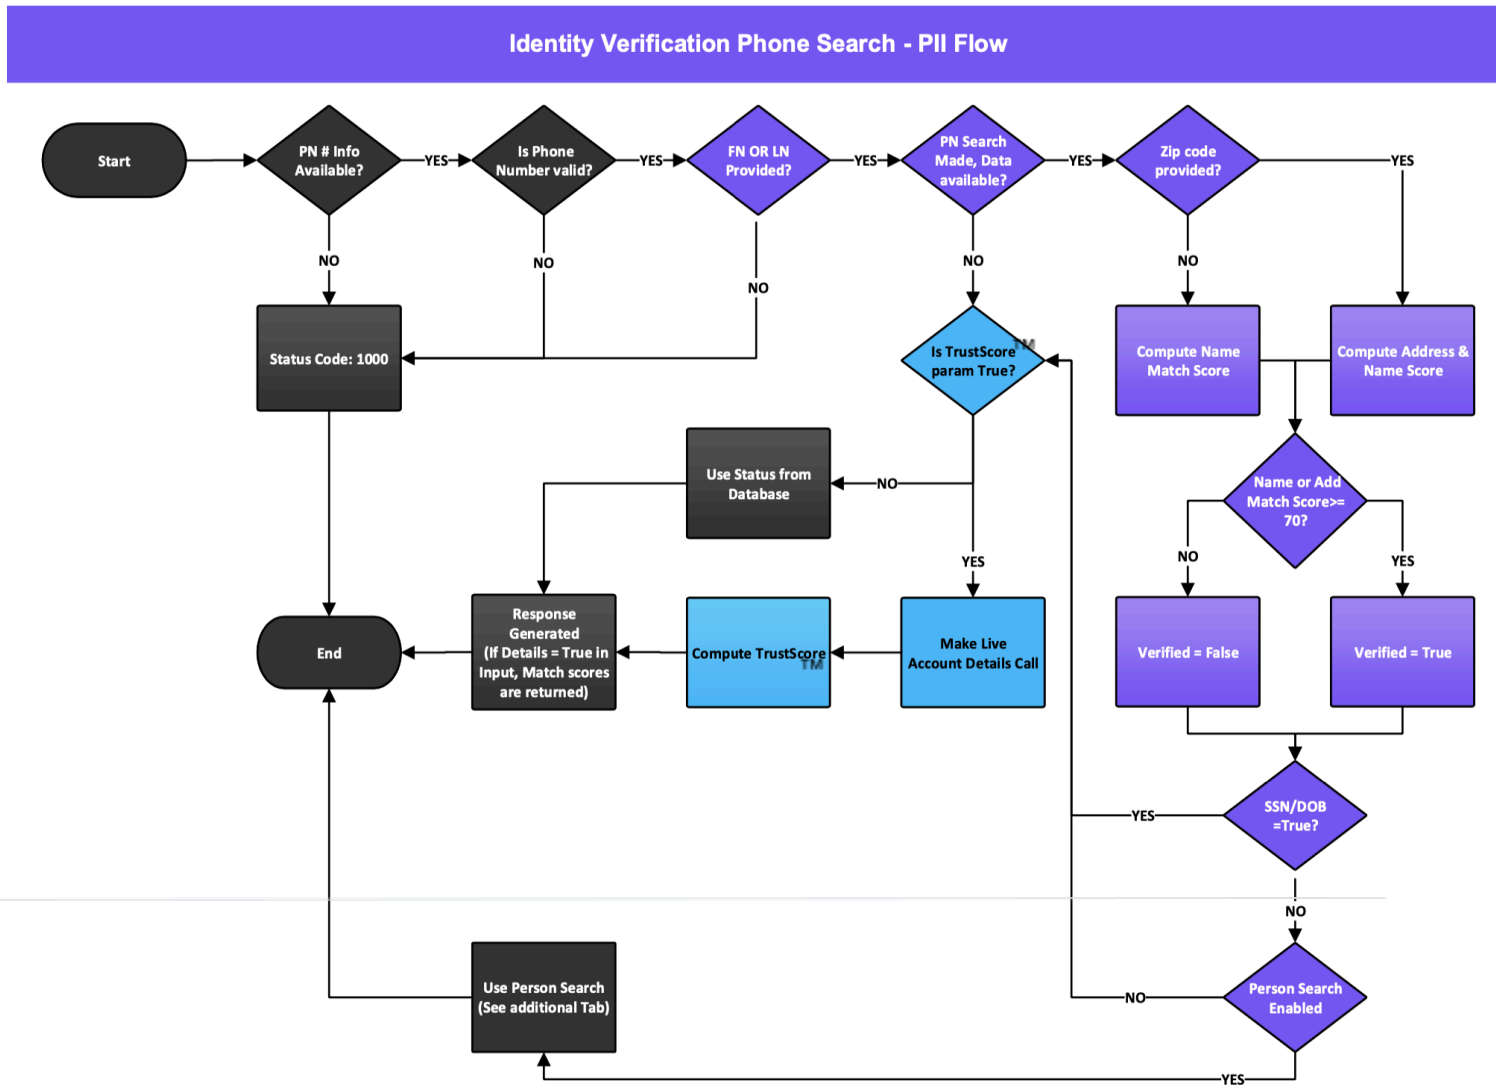 Identity Verification Phone Search - PII Flow
Start
PN # Info
Available?
YES
Is Phone
Number valid?
YES
FN OR LN
Provided?
YES
PN Search
Made, Data
available?
YES
Zip code
provided?
YES
NO
NO
NO
NO
NO
Status Code: 1000
Is TrustScore™
param True?
Compute Name
Match Score
Compute Address &
Name Score
Use Status from
Database
NO
Name or Add
Match Score>=
70?
YES
NO
YES
End
Response
Generated
(If Details = True in
Input, Match scores
are returned)
Compute TrustScore™
Make Live
Account Details Call
Verified = False
Verified = True
SSN/DOB
=True?
YES
NO
Use Person Search
(See additional Tab)
Person Search
Enabled
NO
YES